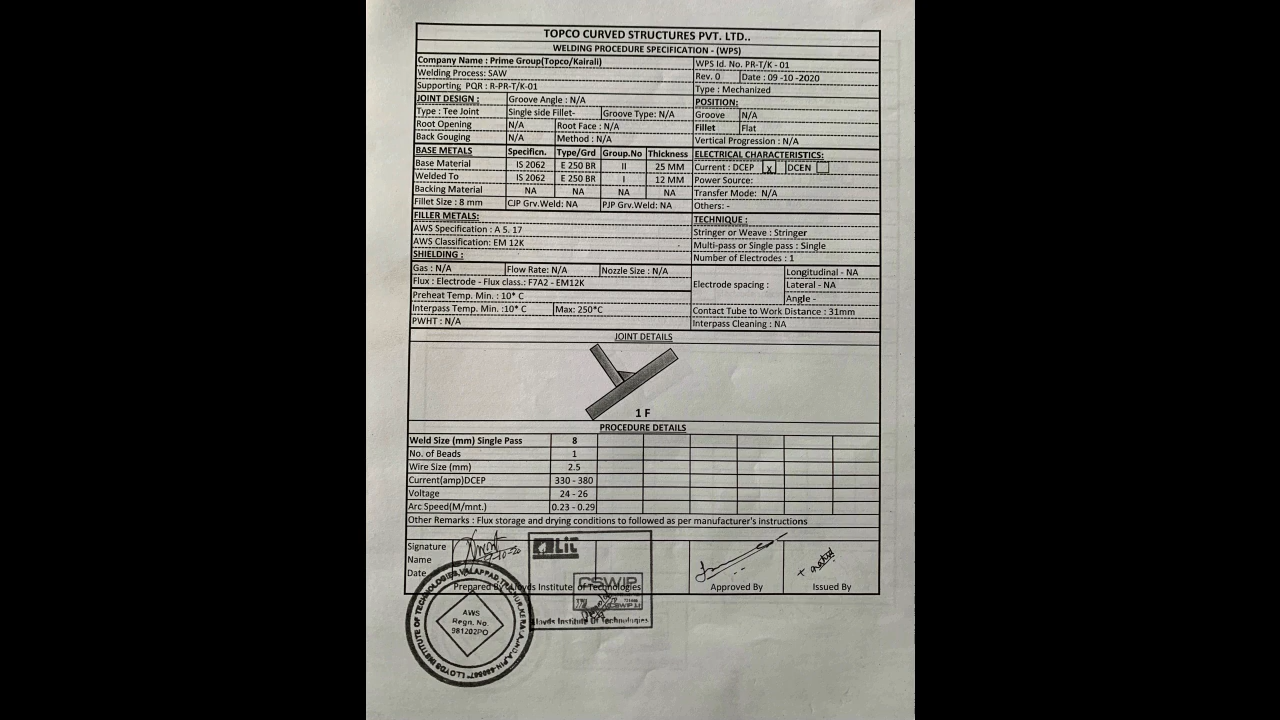 TOPCO CURVED STRUCTURES PVT. LTD..
WELDING PROCEDURE SPECIFICATION - (WPS)
Company Name : Prime Group(Topco/Kairali) WPS Id. No. PR-T/K - 01
Welding Process: SAW Rev. 0 Date : 09 -10 -2020
Supporting PQR : R-PR-T/K-01 Type : Mechanized
JOINT DESIGN : Groove Angle : N/A POSITION:
Type : Tee Joint Single side Fillet- Groove Type: N/A Groove N/A
Root Opening N/A Root Face : N/A Fillet Flat
Back Gouging N/A Method : N/A Vertical Progression : N/A
BASE METALS Specificn. Type/Grd Group.No Thickness ELECTRICAL CHARACTERISTICS:
Base Material IS 2062 E 250 BR II 25 MM Current : DCEP x DCEN
Welded To IS 2062 E 250 BR I 12 MM Power Source:
Backing Material NA NA NA NA Transfer Mode: N/A
Fillet Size : 8 mm CJP Grv.Weld: NA PJP Grv.Weld: NA Others: -
FILLER METALS: TECHNIQUE :
AWS Specification : A 5. 17 Stringer or Weave : Stringer
AWS Classification: EM 12K Multi-pass or Single pass : Single
SHIELDING : Number of Electrodes : 1
Gas : N/A Flow Rate: N/A Nozzle Size : N/A Longitudinal - NA
Flux : Electrode - Flux class.: F7A2 - EM12K Electrode spacing : Lateral - NA
Preheat Temp. Min. : 10* C Angle -
Interpass Temp. Min. :10* C Max: 250*C Contact Tube to Work Distance : 31mm
PWHT : N/A Interpass Cleaning : NA
JOINT DETAILS
1 F
PROCEDURE DETAILS
Weld Size (mm) Single Pass 8
No. of Beads 1
Wire Size (mm) 2.5
Current(amp)DCEP 330 - 380
Voltage 24 - 26
Arc Speed(M/mnt.) 0.23 - 0.29
Other Remarks : Flux storage and drying conditions to followed as per manufacturer's instructions
Signature
Name
Date
LiC
CSWIP
CSWIP 3.1
Prepared By Lloyds Institute of Technologies Approved By Issued By
Lloyds Institute Of Technologies
AWS
Regn. No.
981202PO